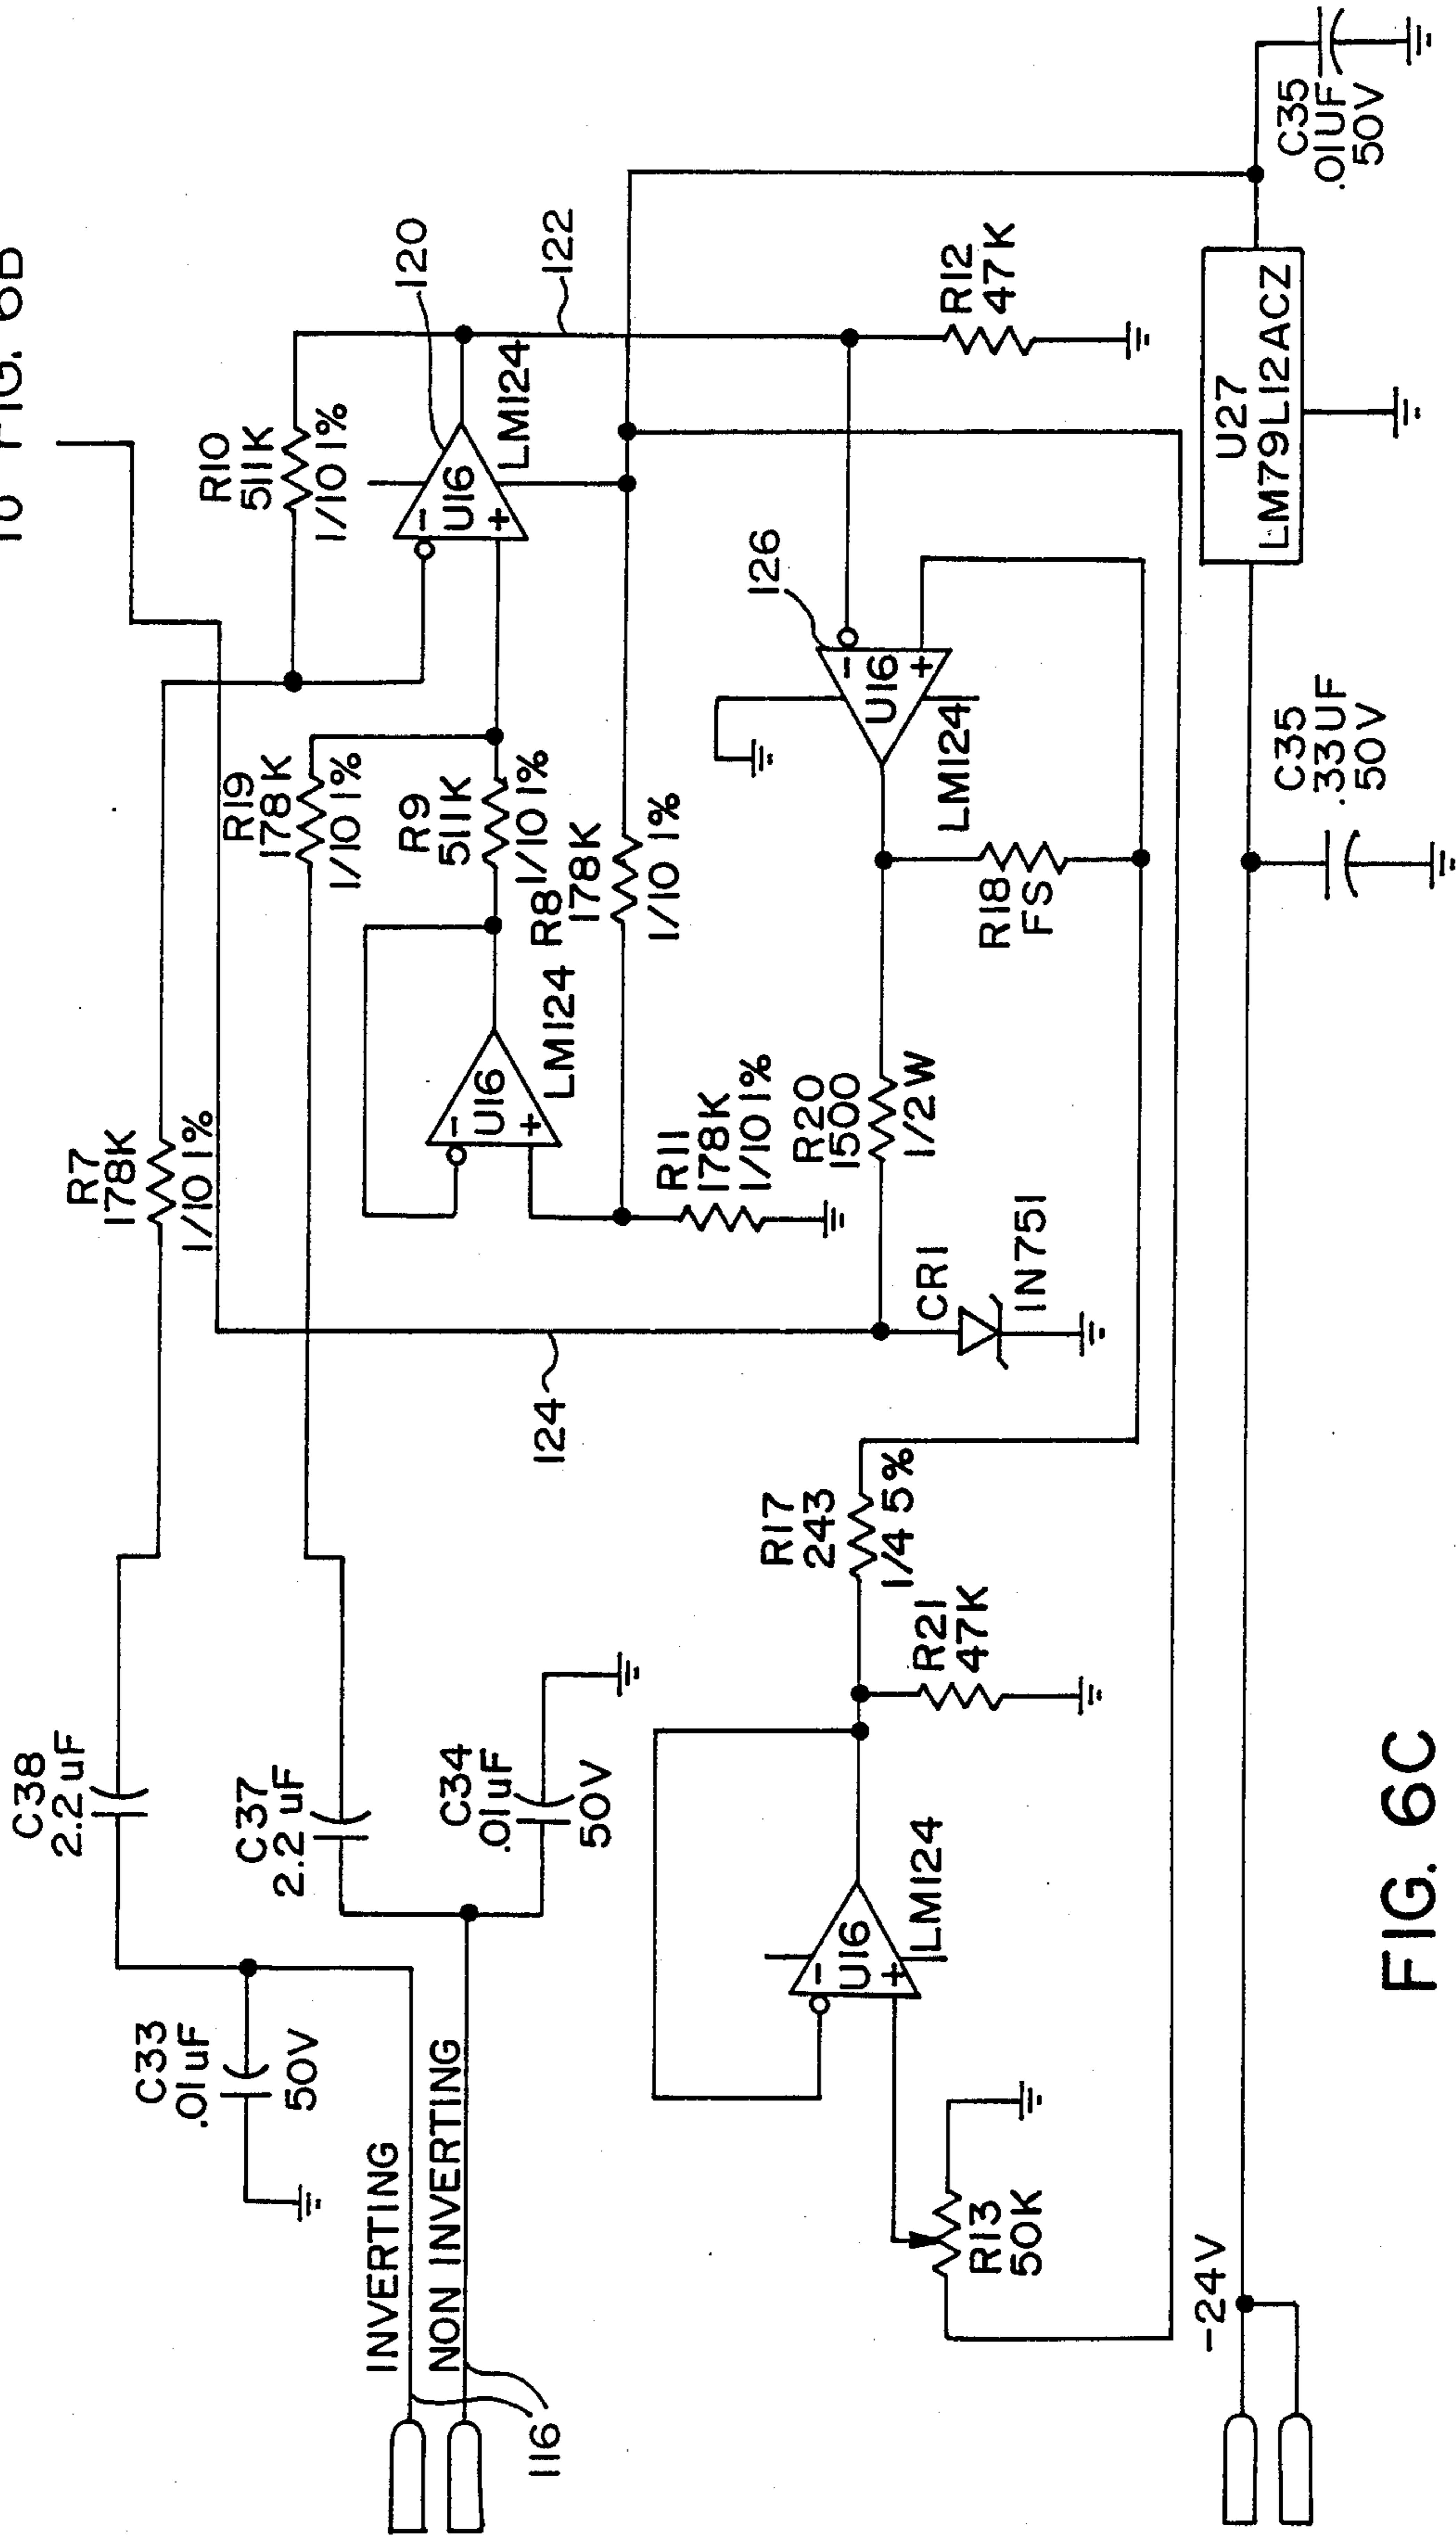 TO FIG. 6B
R7
178K
1/10 1%
R10
511K
1/10 1%
120
R19
178K
1/10 1%
U16
-
+
LM124
122
C38
2.2uF
C37
2.2 uF
C33
.01uF
50V
C34
.01uF
50V
INVERTING
NON INVERTING
116
R9
511K
1/10 1%
U16
-
+
LM124
R8
178K
1/10 1%
R11
178K
1/10 1%
124
R20
1500
1/2W
CR1
1N751
126
U16
-
+
LM124
R12
47K
R18
FS
R17
243
1/4 5%
R21
47K
U16
-
+
LM124
R13
50K
-24V
C35
.33UF
50V
U27
LM79L12ACZ
C35
.01UF
50V
FIG. 6C